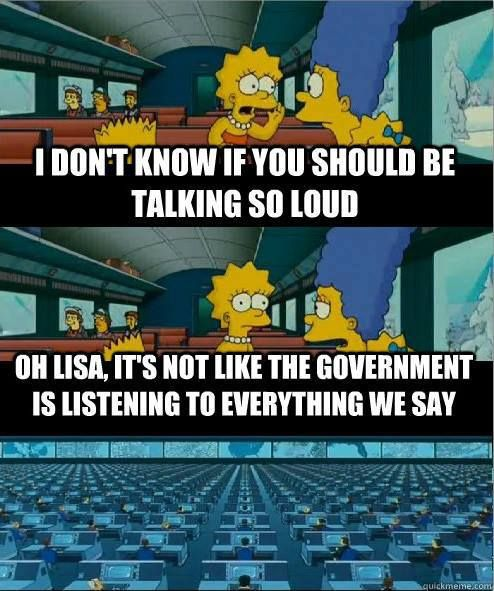 I DON'T KNOW IF YOU SHOULD BE
TALKING SO LOUD
OH LISA, IT'S NOT LIKE THE GOVERNMENT
IS LISTENING TO EVERYTHING WE SAY
quickmeme.com